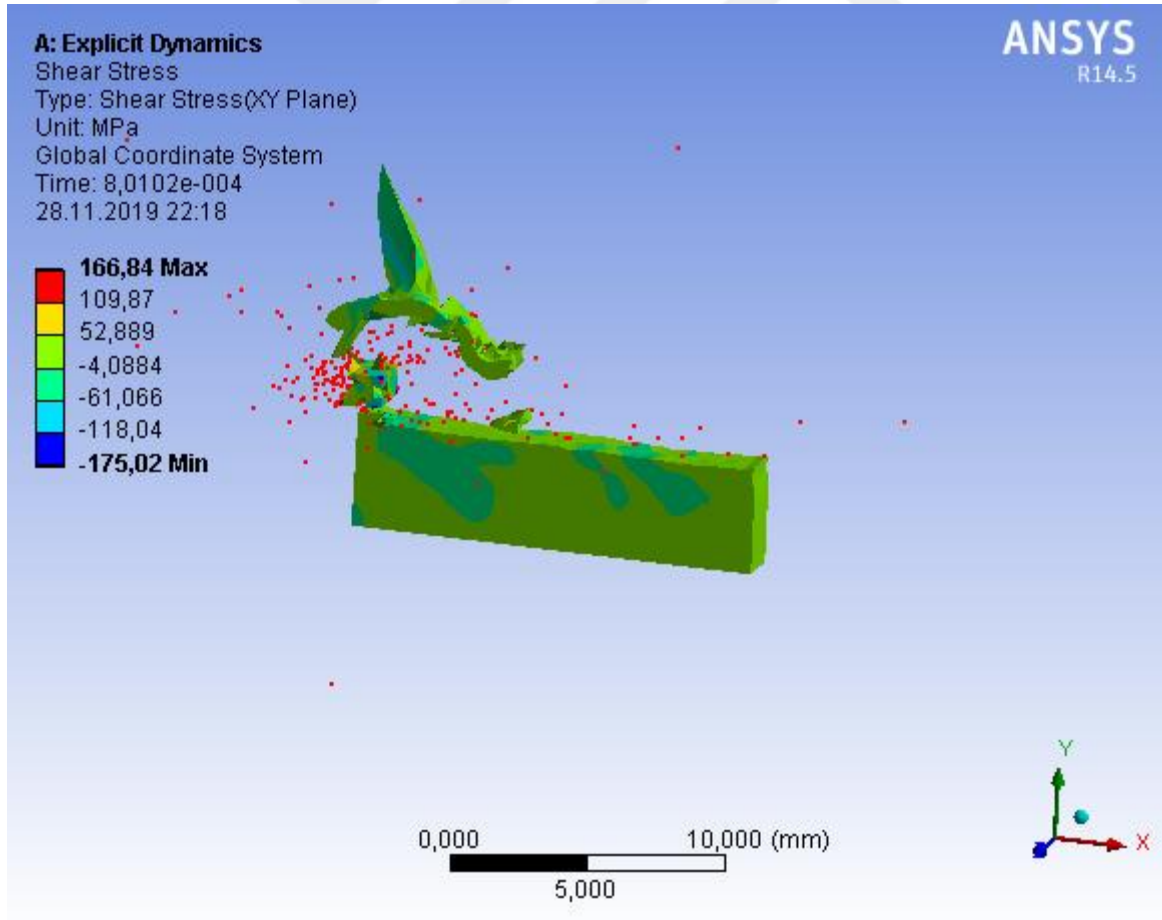 A: Explicit Dynamics
Shear Stress
Type: Shear Stress(XY Plane)
Unit: MPa
Global Coordinate System
Time: 8,0102e-004
28.11.2019 22:18
ANSYS
R14.5
166,84 Max
109,87
52,889
-4,0884
-61,066
-118,04
-175,02 Min
0,000 10,000 (mm)
5,000
Y
X